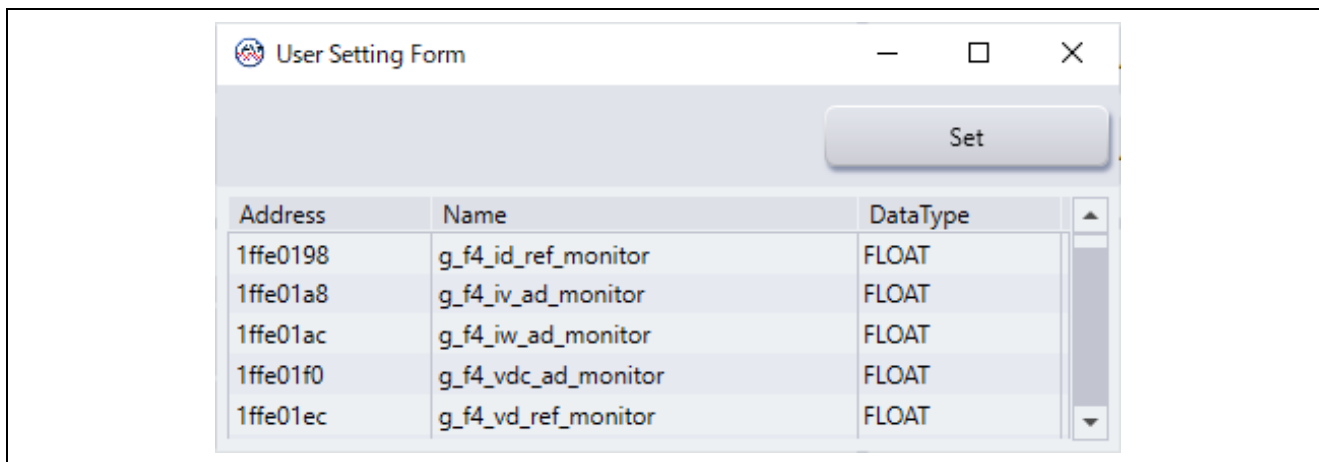 User Setting Form
Set
Address Name DataType
1ffe0198 g_f4_id_ref_monitor FLOAT
1ffe01a8 g_f4_iv_ad_monitor FLOAT
1ffe01ac g_f4_iw_ad_monitor FLOAT
1ffe01f0 g_f4_vdc_ad_monitor FLOAT
1ffe01ec g_f4_vd_ref_monitor FLOAT